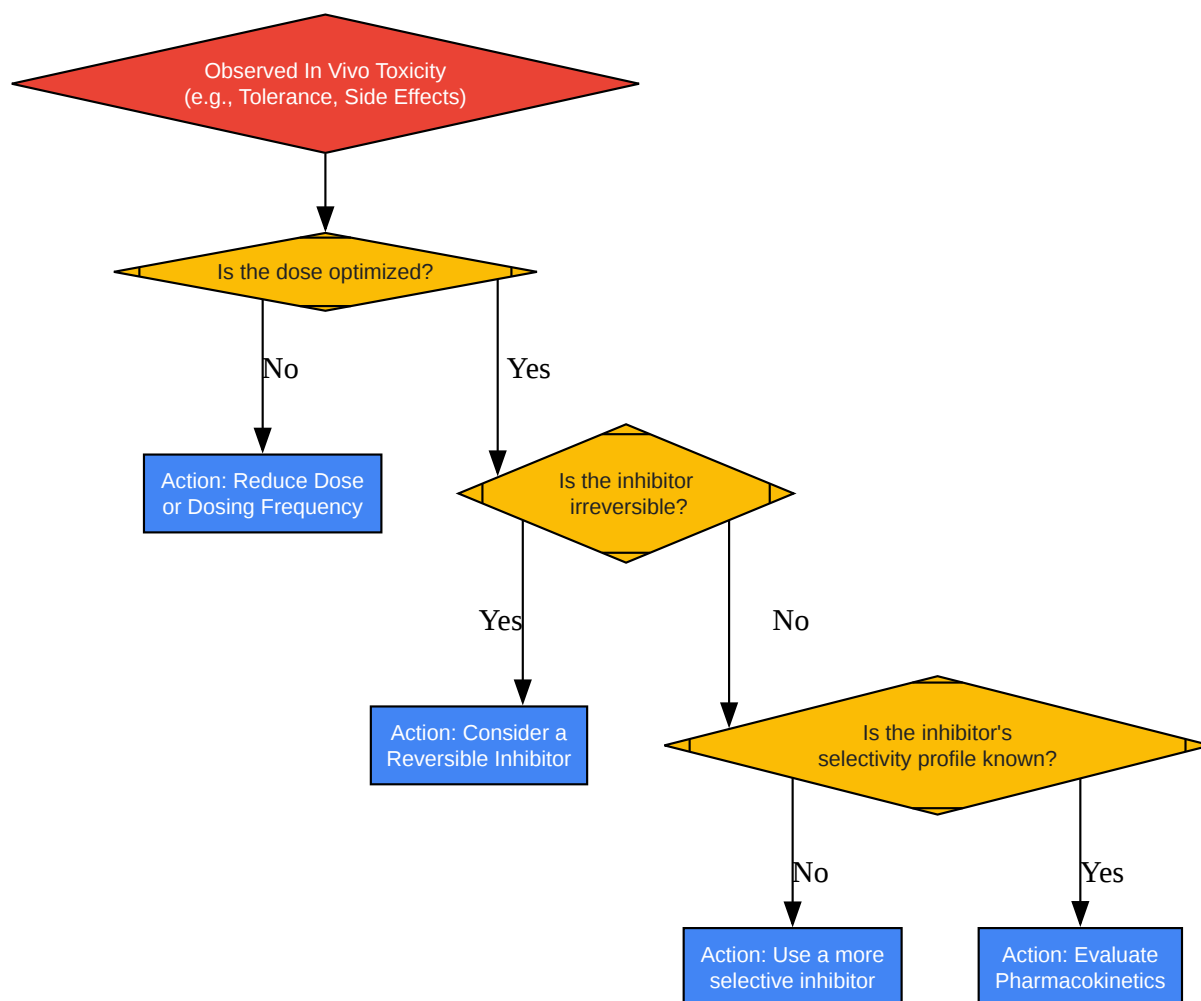 Observed In Vivo Toxicity
(e.g., Tolerance, Side Effects)
Is the dose optimized?
No
Yes
Action: Reduce Dose
or Dosing Frequency
Is the inhibitor
irreversible?
Yes
No
Action: Consider a
Reversible Inhibitor
Is the inhibitor's
selectivity profile known?
No
Yes
Action: Use a more
selective inhibitor
Action: Evaluate
Pharmacokinetics